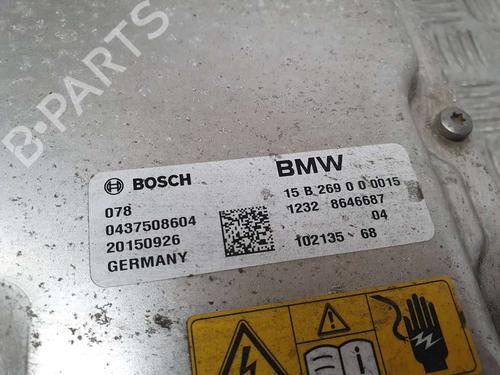 B-PARTS
BOSCH
BMW
078
15 B 269 0 0 0015
0437508604
1232 8646687
20150926
04
GERMANY
102135 - 68